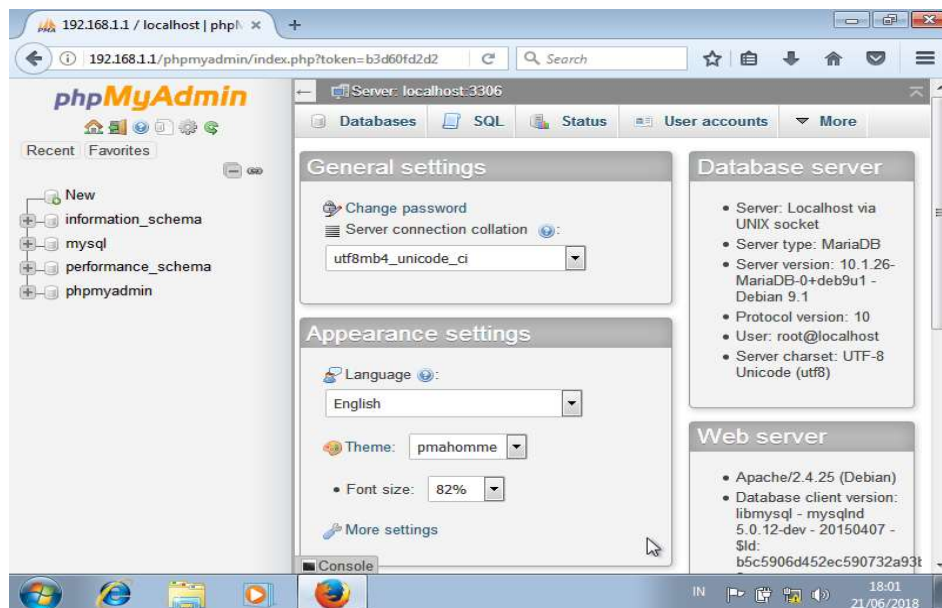 192.168.1.1 / localhost | phpM
192.168.1.1/phpmyadmin/index.php?token=b3d60fd2d2
Search
phpMyAdmin
Recent Favorites
New
information_schema
mysql
performance_schema
phpmyadmin
Server: localhost:3306
Databases SQL Status User accounts More
General settings
Change password
Server connection collation :
utf8mb4_unicode_ci
Appearance settings
Language :
English
Theme: pmahomme
Font size: 82%
More settings
Console
Database server
Server: Localhost via
UNIX socket
Server type: MariaDB
Server version: 10.1.26-
MariaDB-0+deb9u1 -
Debian 9.1
Protocol version: 10
User: root@localhost
Server charset: UTF-8
Unicode (utf8)
Web server
Apache/2.4.25 (Debian)
Database client version:
libmysql - mysqlnd
5.0.12-dev - 20150407 -
$Id:
b5c5906d452ec590732a93b
IN
18:01
21/06/2018